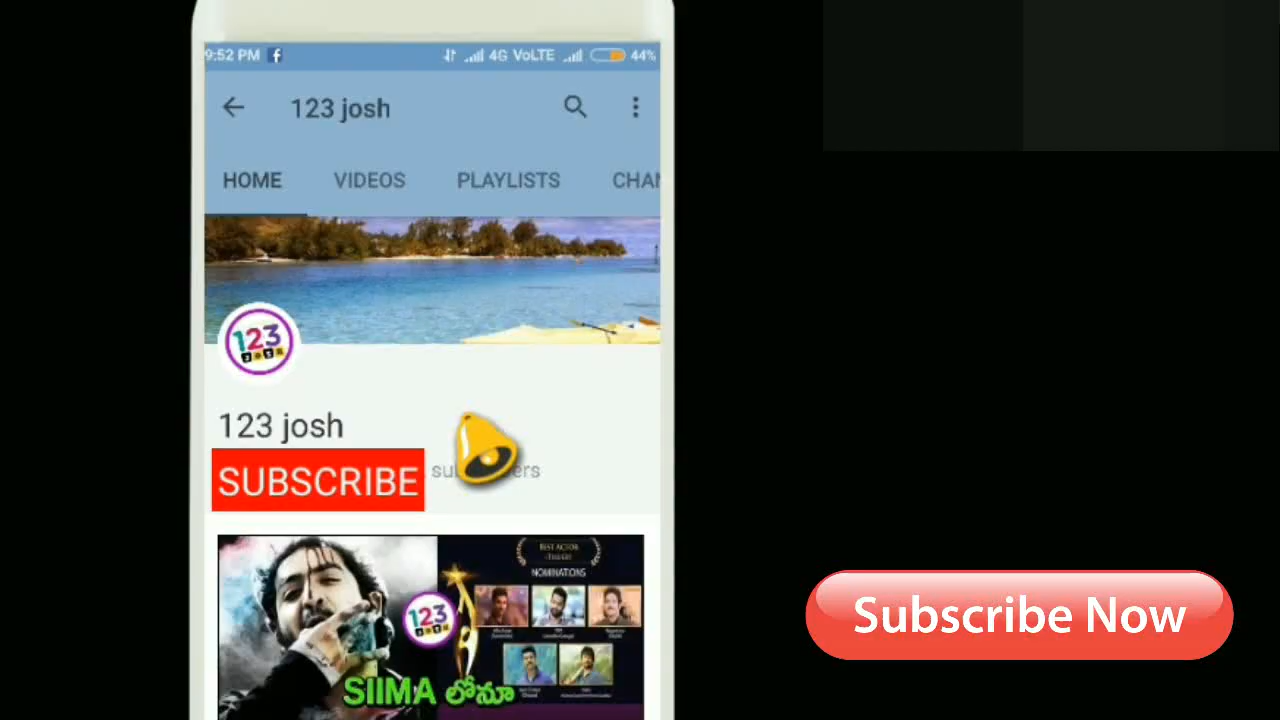 9:52 PM
4G VoLTE
44%
123 josh
HOME
VIDEOS
PLAYLISTS
CHAN
123
123 josh
SUBSCRIBE
BEST ACTOR
NOMINATIONS
123
SIIMA లోనూ
Subscribe Now